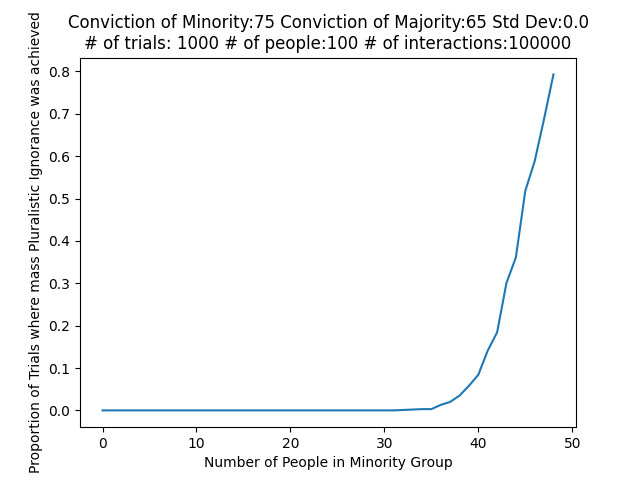 Conviction of Minority:75 Conviction of Majority:65 Std Dev:0.0
# of trials: 1000 # of people:100 # of interactions:100000
Proportion of Trials where mass Pluralistic Ignorance was achieved
0.8
0.7
0.6
0.5
0.4
0.3
0.2
0.1
0.0
0 10 20 30 40 50
Number of People in Minority Group